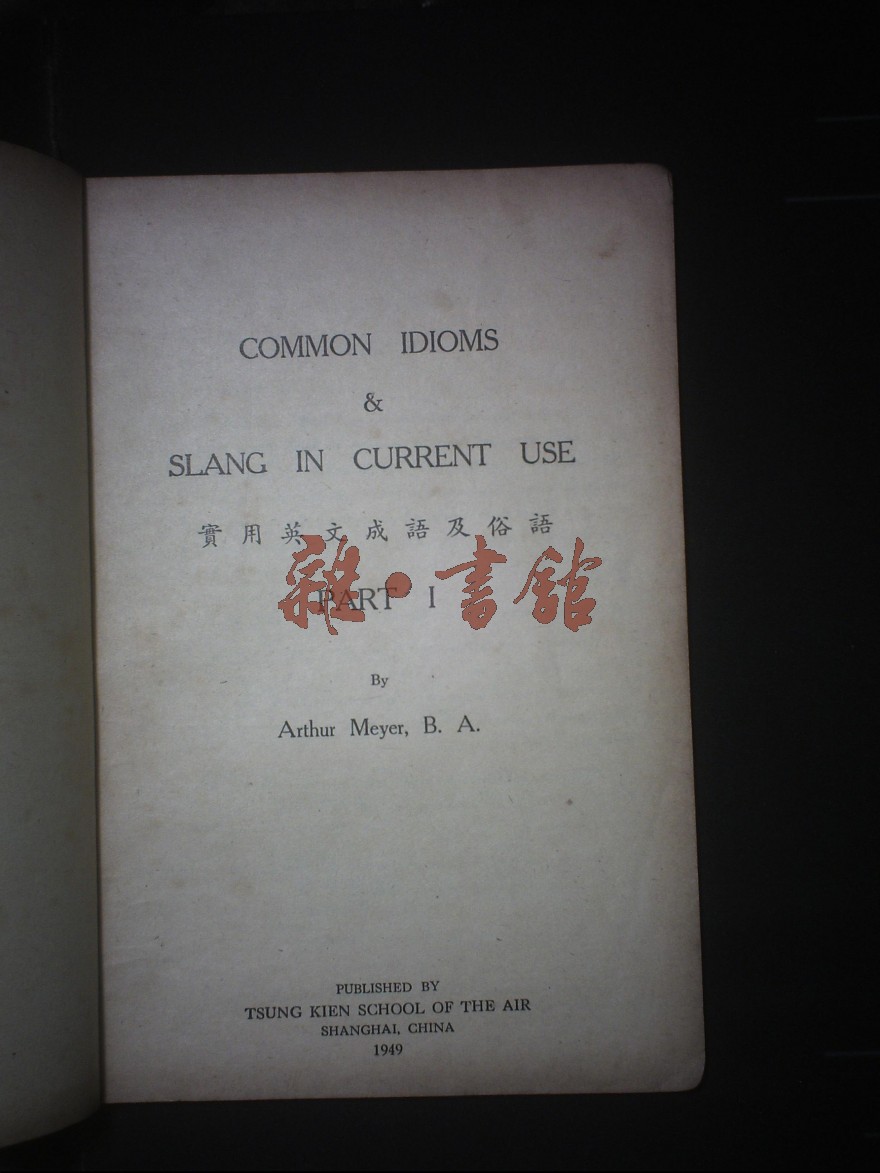 COMMON IDIOMS
&
SLANG IN CURRENT USE
實用英文成語及俗語
PART I
雜·書館
By
Arthur Meyer, B. A.
PUBLISHED BY
TSUNG KIEN SCHOOL OF THE AIR
SHANGHAI, CHINA
1949